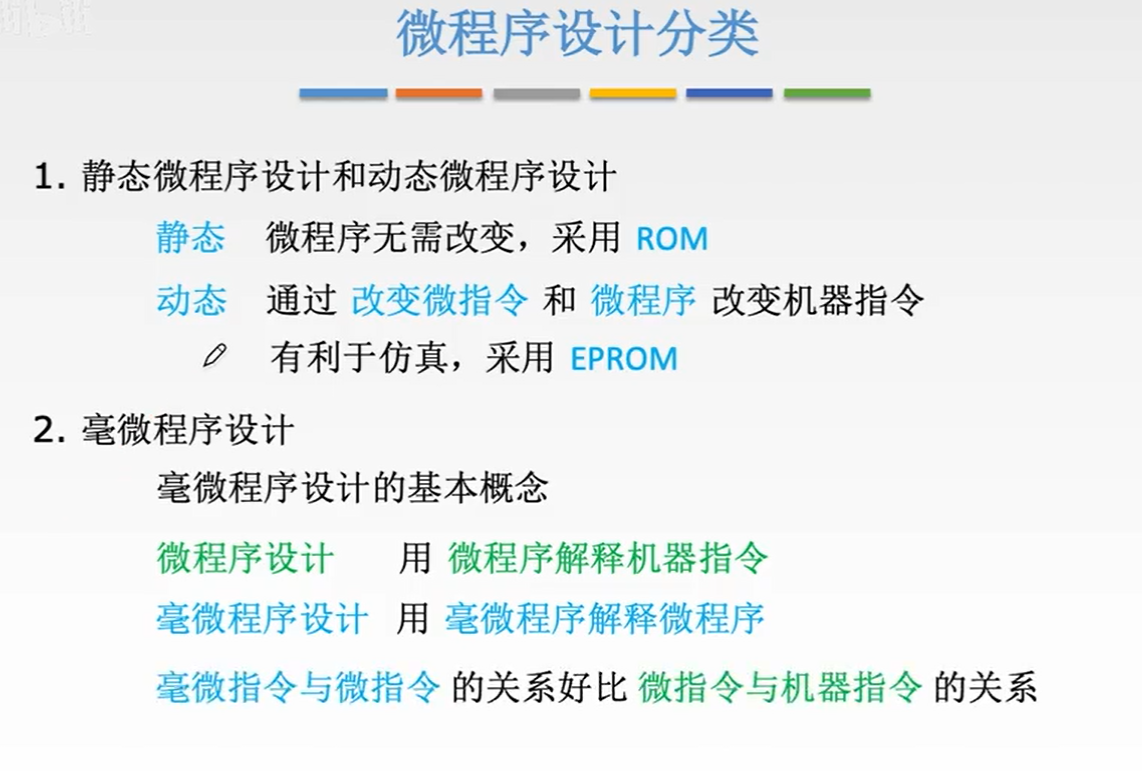 微程序设计分类
1. 静态微程序设计和动态微程序设计
静态 微程序无需改变，采用 ROM
动态 通过 改变微指令 和 微程序 改变机器指令
有利于仿真，采用 EPROM
2. 毫微程序设计
毫微程序设计的基本概念
微程序设计 用 微程序解释机器指令
毫微程序设计 用 毫微程序解释微程序
毫微指令与微指令 的关系好比 微指令与机器指令 的关系